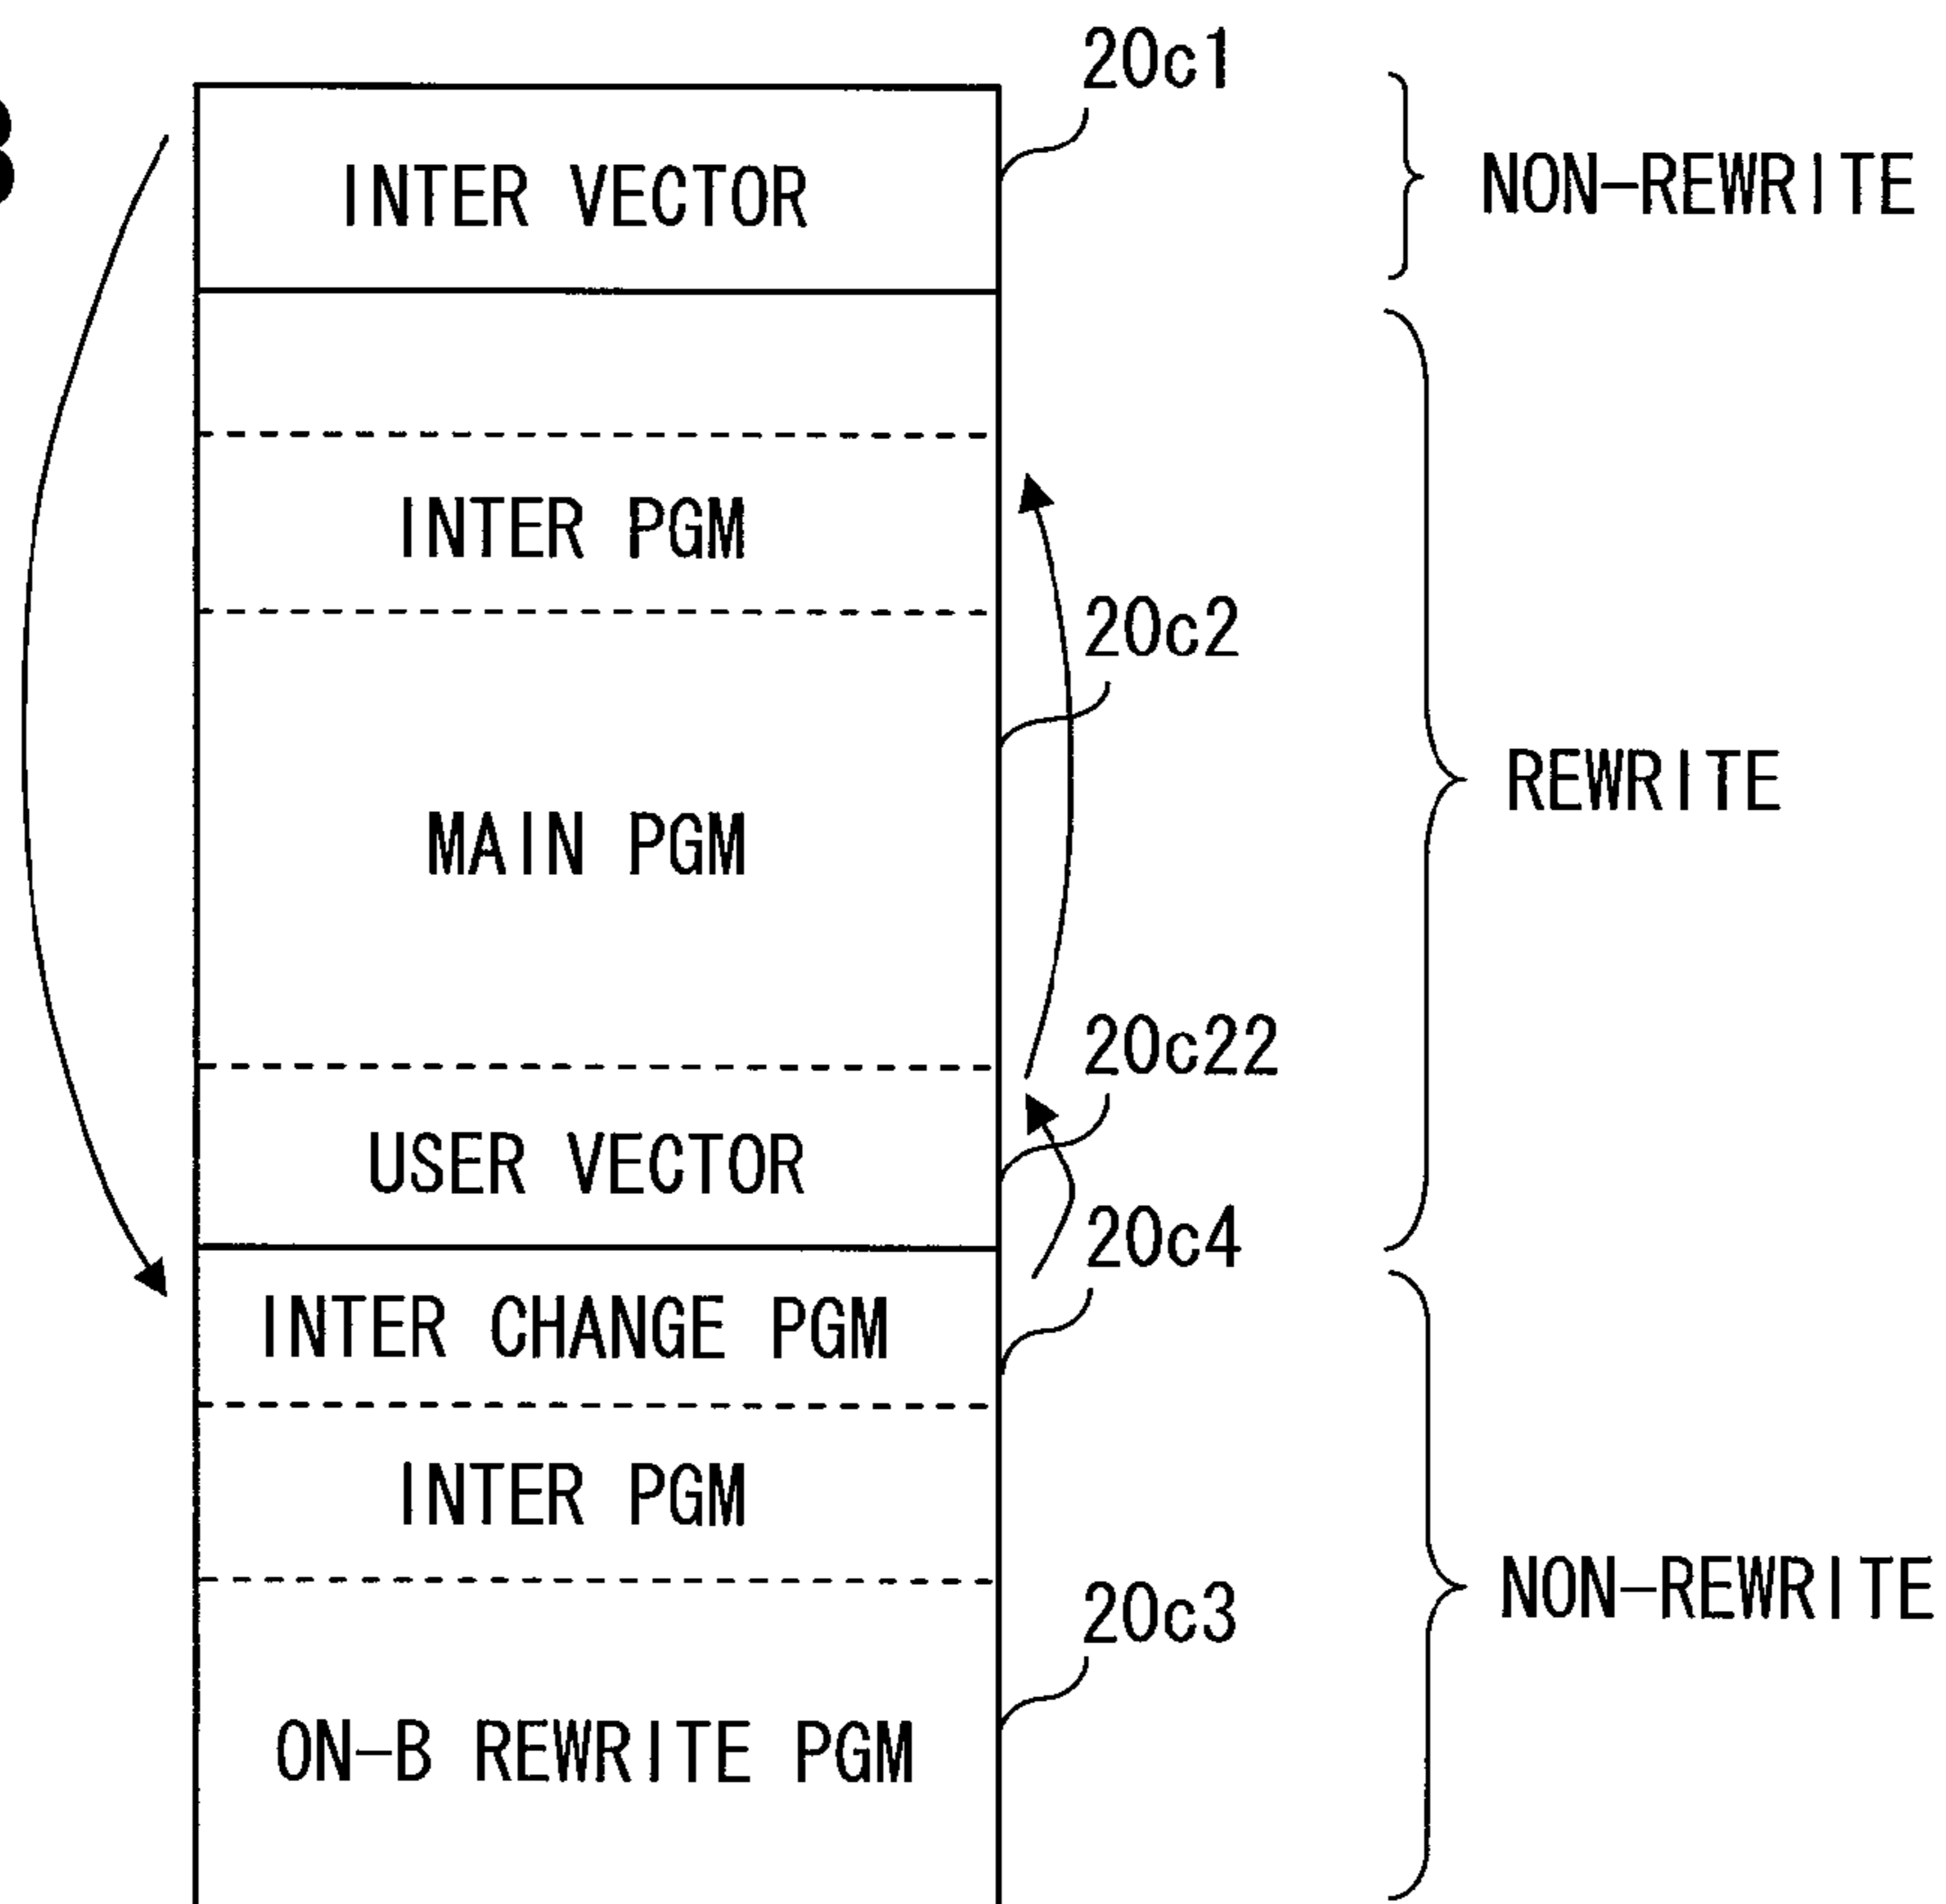 20c1
INTER VECTOR
NON-REWRITE
INTER PGM
20c2
REWRITE
MAIN PGM
20c22
USER VECTOR
20c4
INTER CHANGE PGM
INTER PGM
NON-REWRITE
20c3
ON-B REWRITE PGM